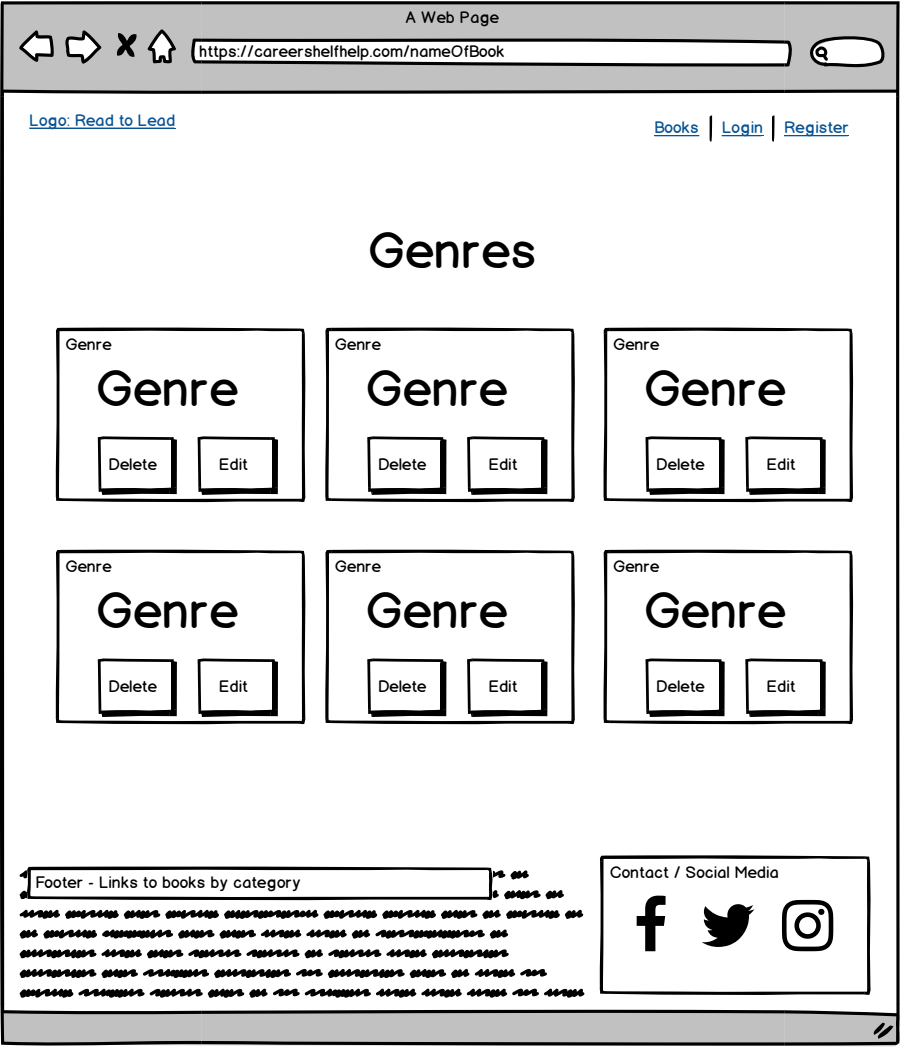 A Web Page
https://careershelfhelp.com/nameOfBook
Logo: Read to Lead
Books Login Register
Genres
Genre Genre Genre
Genre Genre Genre
Delete Edit Delete Edit Delete Edit
Genre Genre Genre
Genre Genre Genre
Delete Edit Delete Edit Delete Edit
Footer - Links to books by category
Contact / Social Media